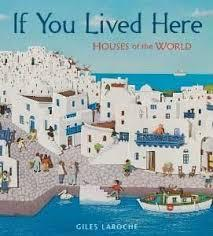 If You Lived Here
HOUSES of the WORLD
GILES LAROCHE